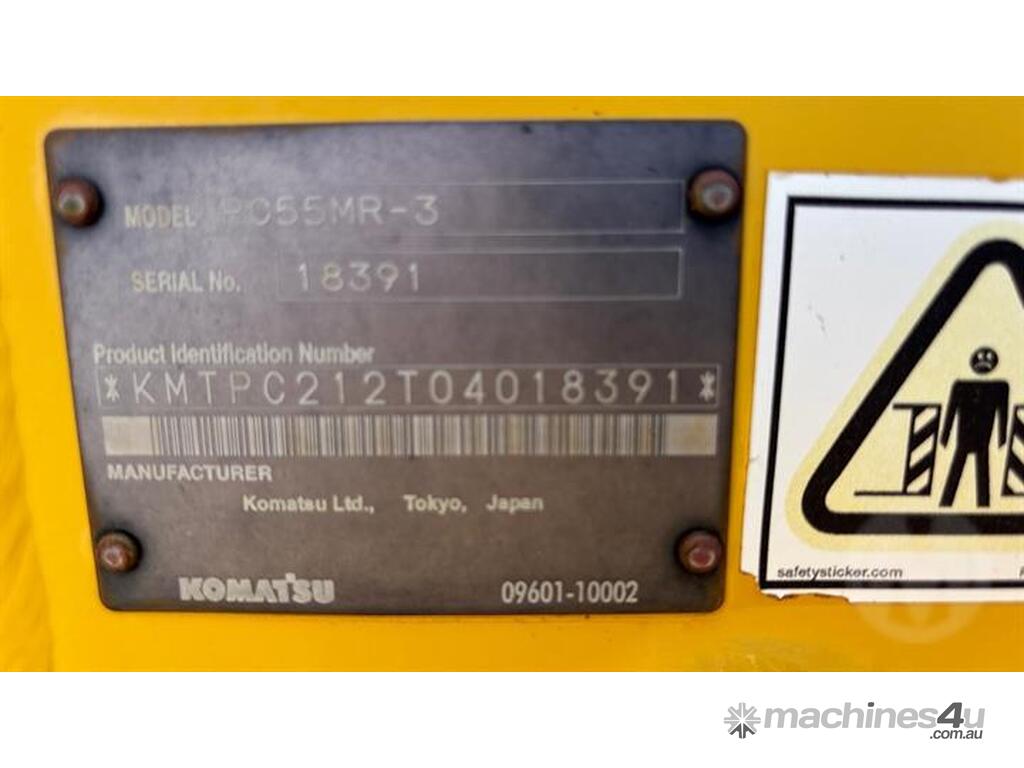 MODEL PC55MR-3
SERIAL No. 18391
Product Identification Number
*KMTPC212T04018391*
MANUFACTURER
Komatsu Ltd., Tokyo, Japan
KOMATSU 09601-10002
safetysticker.com
machines4u
.com.au